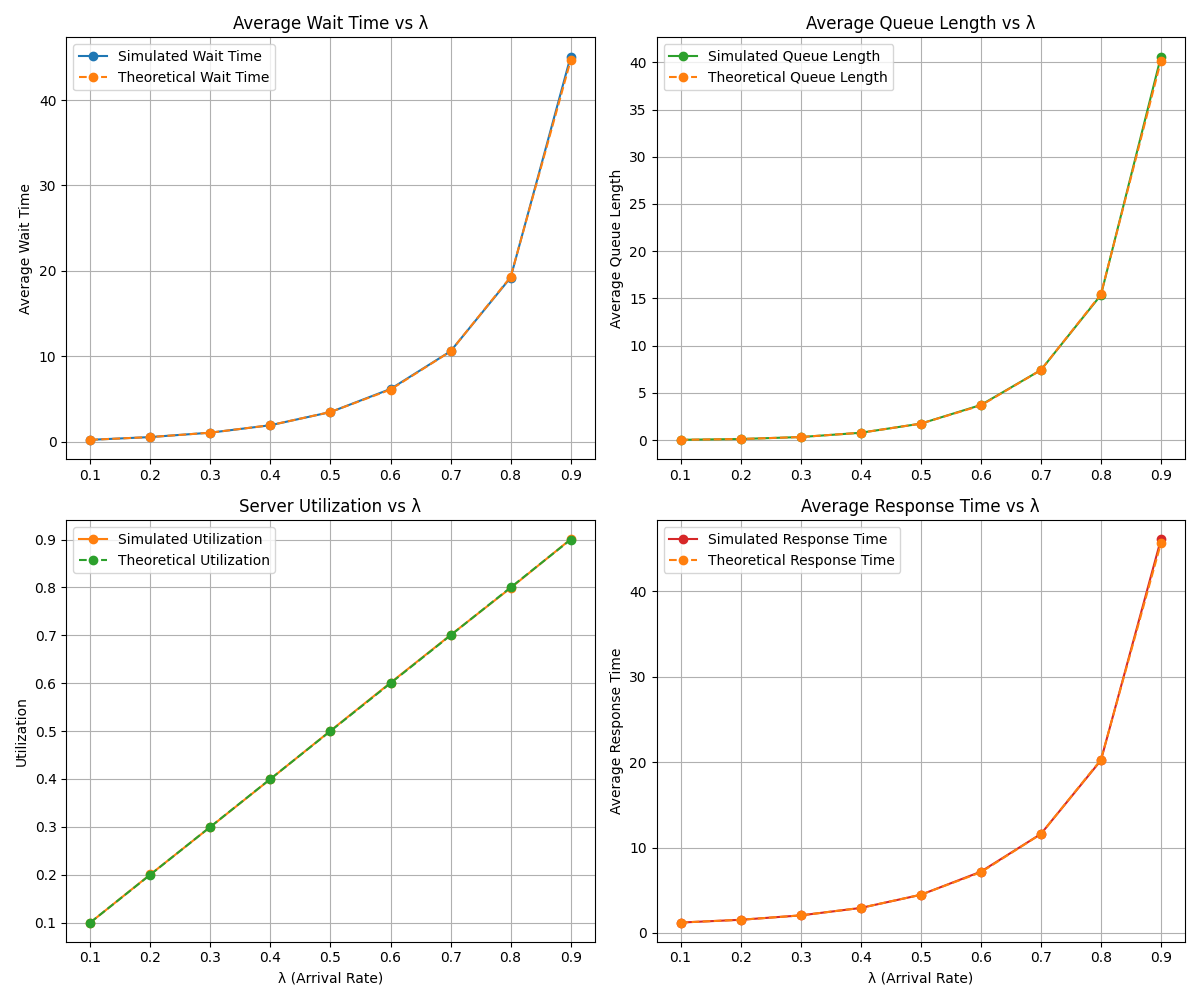 Average Wait Time vs λ
Simulated Wait Time
Theoretical Wait Time
Average Wait Time
40
30
20
10
0
0.1 0.2 0.3 0.4 0.5 0.6 0.7 0.8 0.9
Average Queue Length vs λ
Simulated Queue Length
Theoretical Queue Length
Average Queue Length
40
35
30
25
20
15
10
5
0
0.1 0.2 0.3 0.4 0.5 0.6 0.7 0.8 0.9
Server Utilization vs λ
Simulated Utilization
Theoretical Utilization
Utilization
0.9
0.8
0.7
0.6
0.5
0.4
0.3
0.2
0.1
0.1 0.2 0.3 0.4 0.5 0.6 0.7 0.8 0.9
λ (Arrival Rate)
Average Response Time vs λ
Simulated Response Time
Theoretical Response Time
Average Response Time
40
30
20
10
0
0.1 0.2 0.3 0.4 0.5 0.6 0.7 0.8 0.9
λ (Arrival Rate)